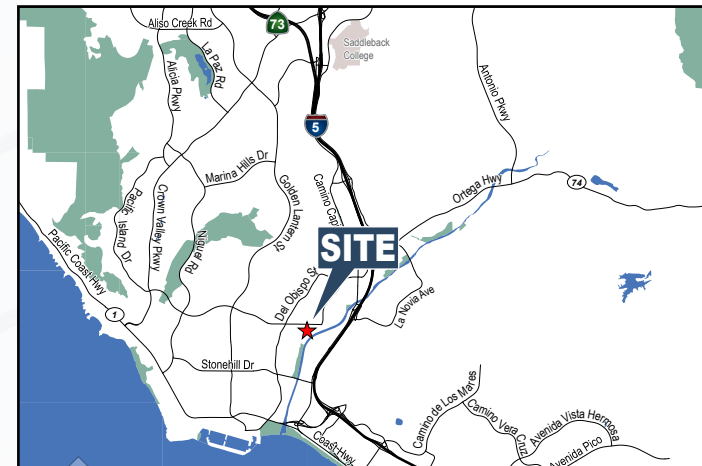 Aliso Creek Rd
73
Saddleback
College
La Paz Rd
Alicia Pkwy
Antonio Pkwy
5
Marina Hills Dr
Ortega Hwy
74
Pacific
Island Dr
Crown Valley Pkwy
Niguel Rd
Golden Lantern St
Camino Cap
SITE
Pacific Coast Hwy
Del Obispo St
La Novia Ave
1
Stonehill Dr
Camino de Los Mares
Camino Vera
Cruz
Avenida Vista Hermosa
Avenida Pico
Coast Hwy